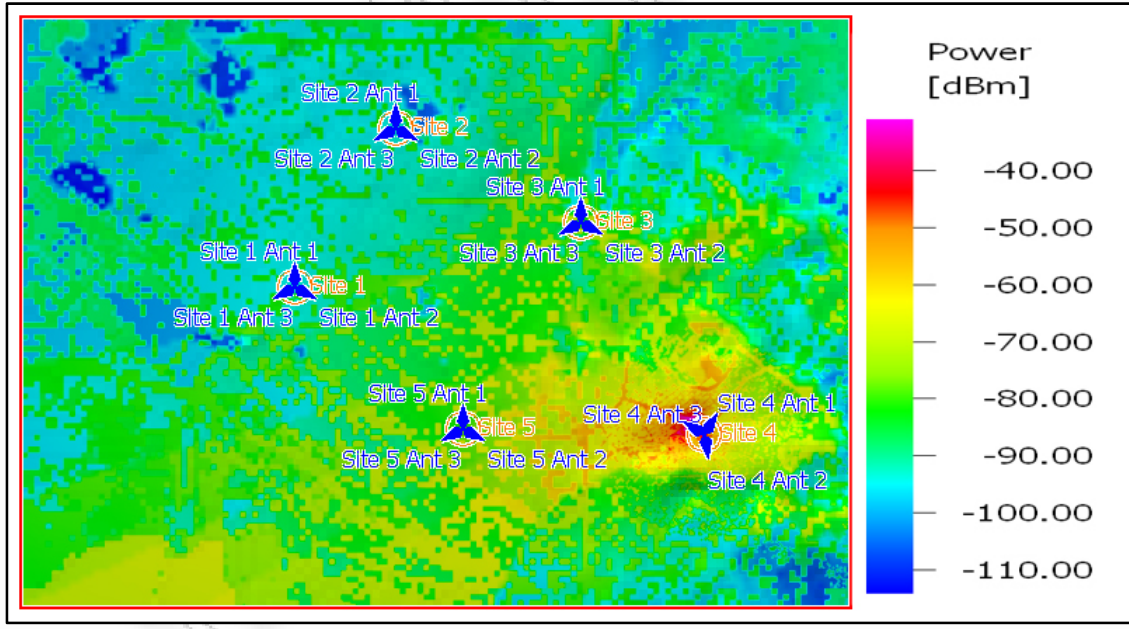 Power
[dBm]
Site 2 Ant 1
Site 2
Site 2 Ant 3
Site 2 Ant 2
Site 3 Ant 1
Site 3
Site 3 Ant 3
Site 3 Ant 2
Site 1 Ant 1
Site 1
Site 1 Ant 3
Site 1 Ant 2
Site 5 Ant 1
Site 5
Site 5 Ant 3
Site 5 Ant 2
Site 4 Ant 1
Site 4 Ant 3
Site 4
Site 4 Ant 2
-40.00
-50.00
-60.00
-70.00
-80.00
-90.00
-100.00
-110.00